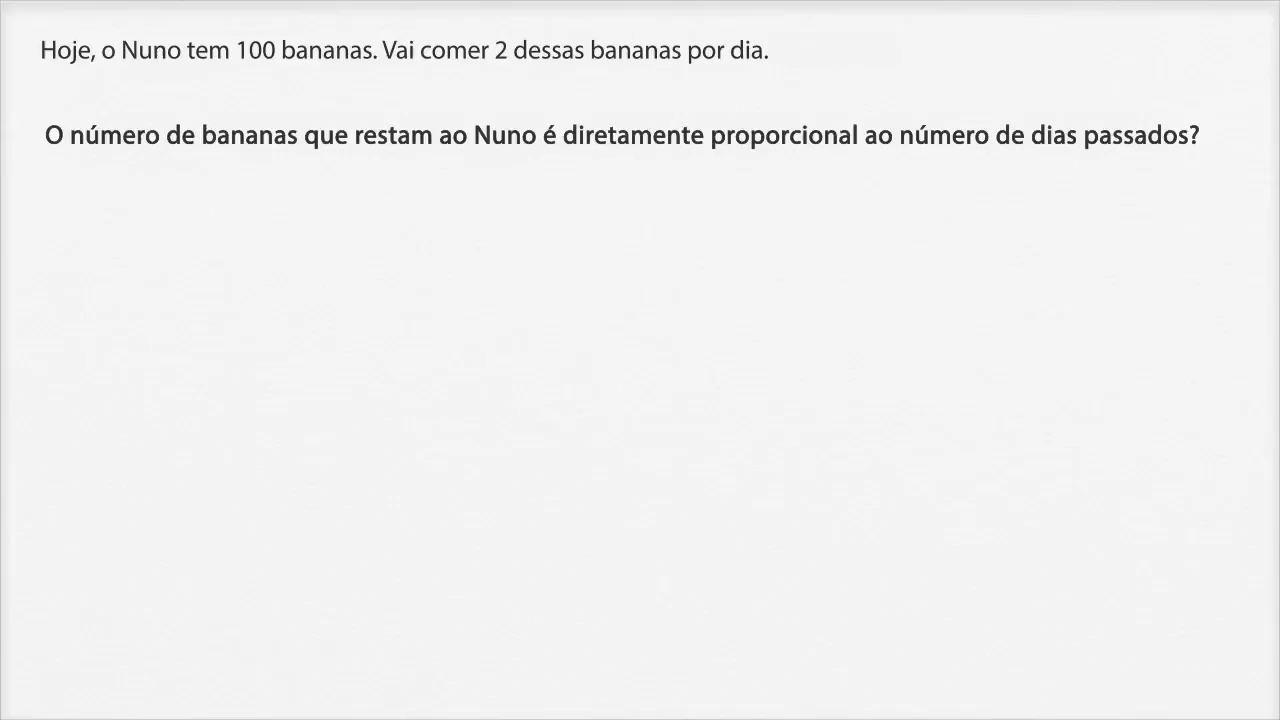 Hoje, o Nuno tem 100 bananas. Vai comer 2 dessas bananas por dia.
O número de bananas que restam ao Nuno é diretamente proporcional ao número de dias passados?